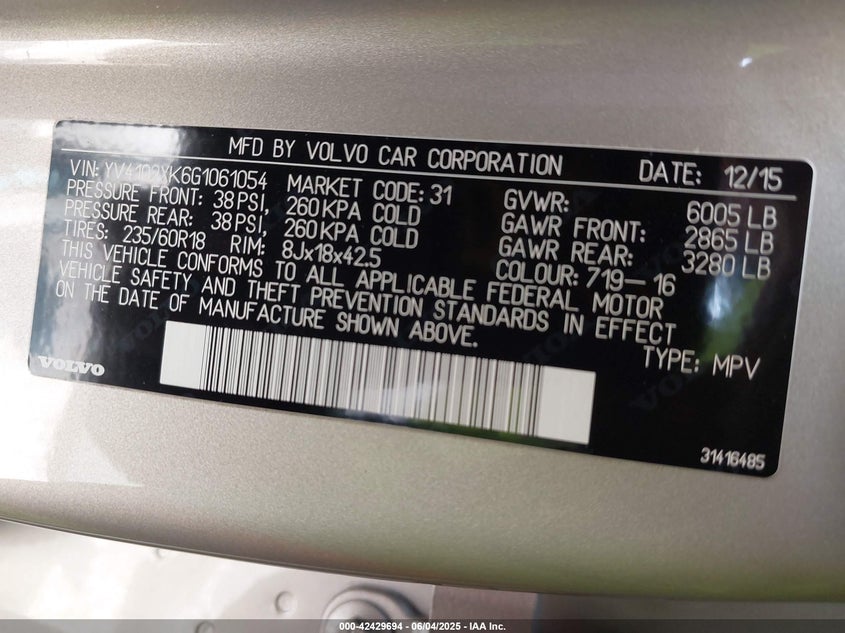 MFD BY VOLVO CAR CORPORATION DATE: 12/15
VIN: MARKET CODE: 31 GVWR: 6005 LB
PRESSURE FRONT: 38 PSI, 260 KPA COLD GAWR FRONT: 2865 LB
PRESSURE REAR: 38 PSI, 260 KPA COLD GAWR REAR: 3280 LB
TIRES: 235/60R18 RIM: 8Jx18x42.5 COLOUR: 719-16
THIS VEHICLE CONFORMS TO ALL APPLICABLE FEDERAL MOTOR
VEHICLE SAFETY AND THEFT PREVENTION STANDARDS IN EFFECT
ON THE DATE OF MANUFACTURE SHOWN ABOVE. TYPE: MPV
VOLVO
31416485
000-42429694 - 06/04/2025 - IAA Inc.